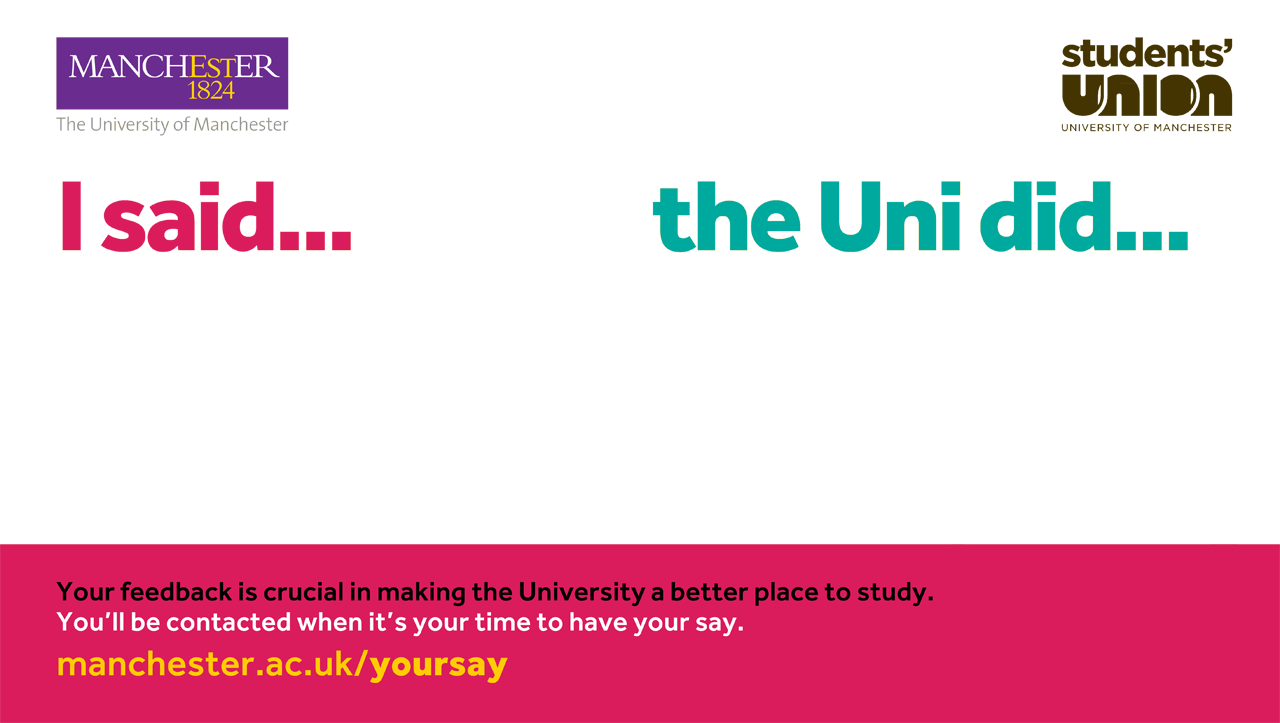 MANCHESTER
1824
The University of Manchester
students'
union
UNIVERSITY OF MANCHESTER
I said...
the Uni did...
Your feedback is crucial in making the University a better place to study.
You'll be contacted when it's your time to have your say.
manchester.ac.uk/yoursay